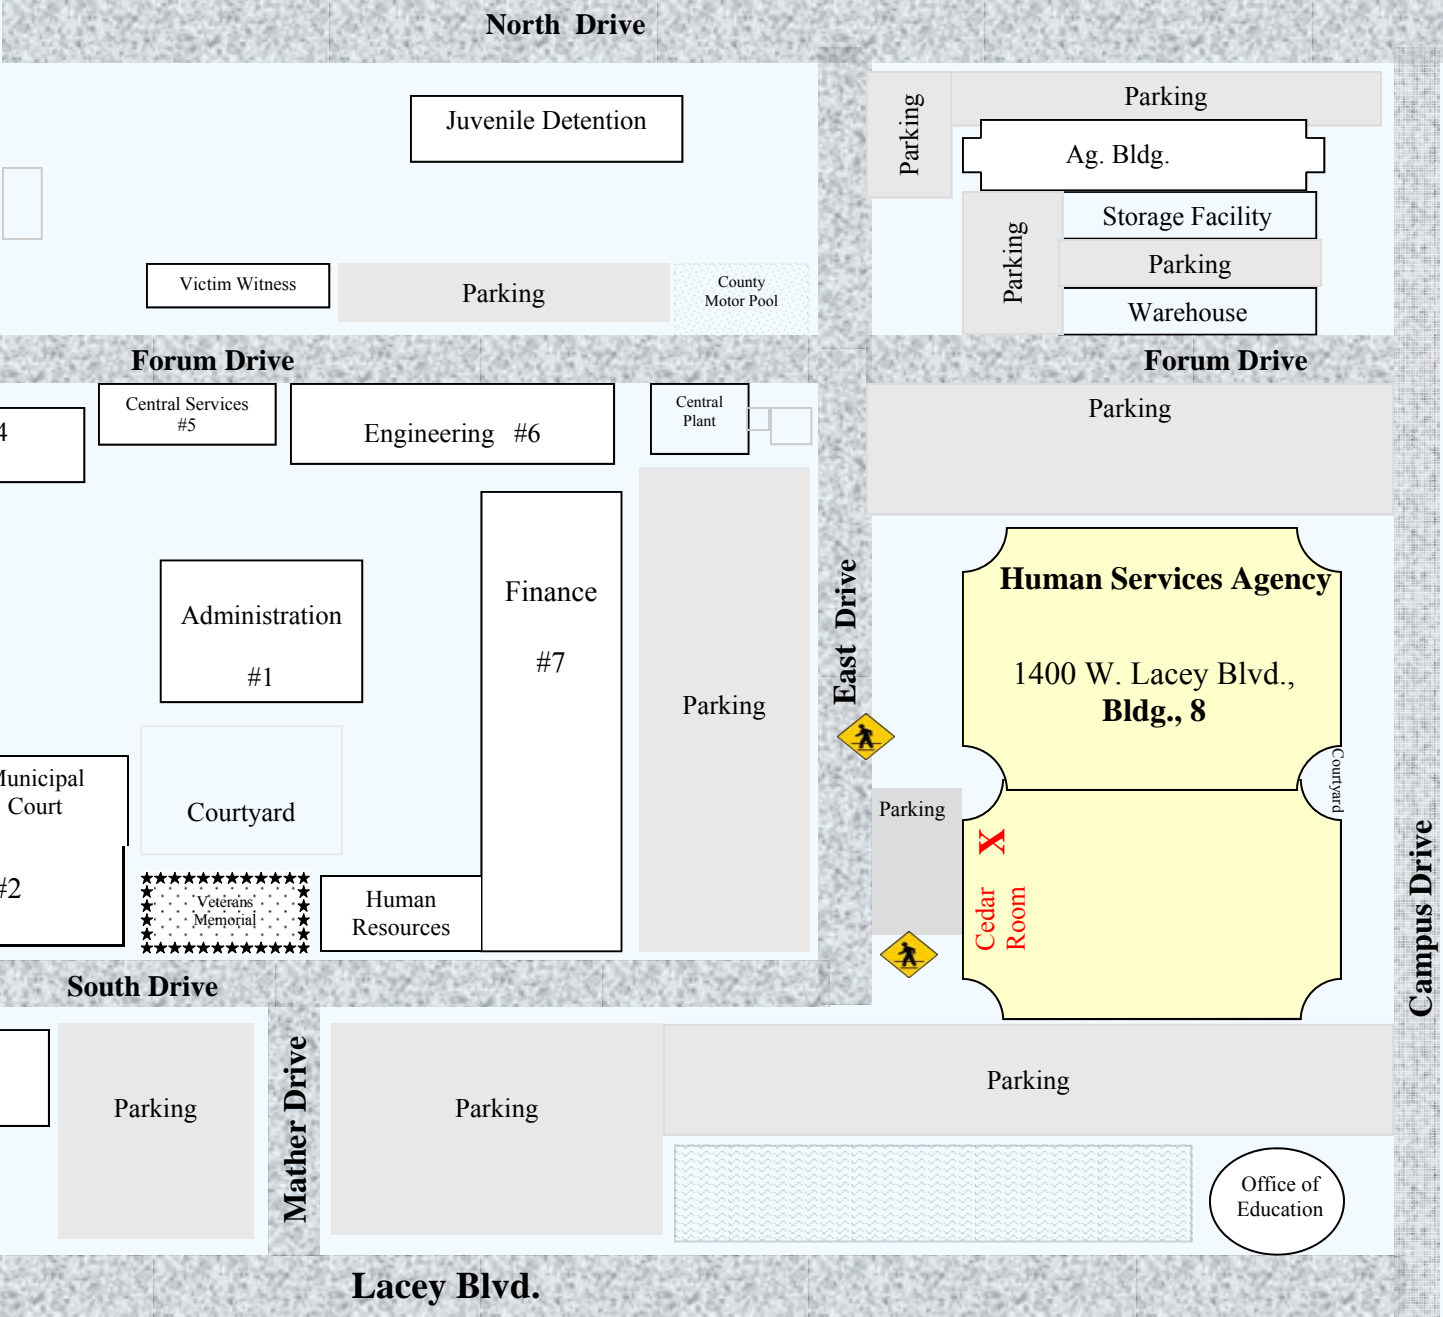 North Drive
Parking
Parking
Juvenile Detention
Ag. Bldg.
Storage Facility
Parking
Parking
Victim Witness
Parking
County
Motor Pool
Warehouse
Forum Drive
Forum Drive
Central Services
#5
Engineering #6
Central
Plant
Parking
4
Finance
#7
Administration
#1
Parking
East Drive
Human Services Agency
1400 W. Lacey Blvd.,
Bldg., 8
Courtyard
Municipal
Court
#2
Courtyard
Parking
X
Cedar
Room
Veterans
Memorial
Human
Resources
Campus Drive
South Drive
Parking
Mather Drive
Parking
Parking
Office of
Education
Lacey Blvd.